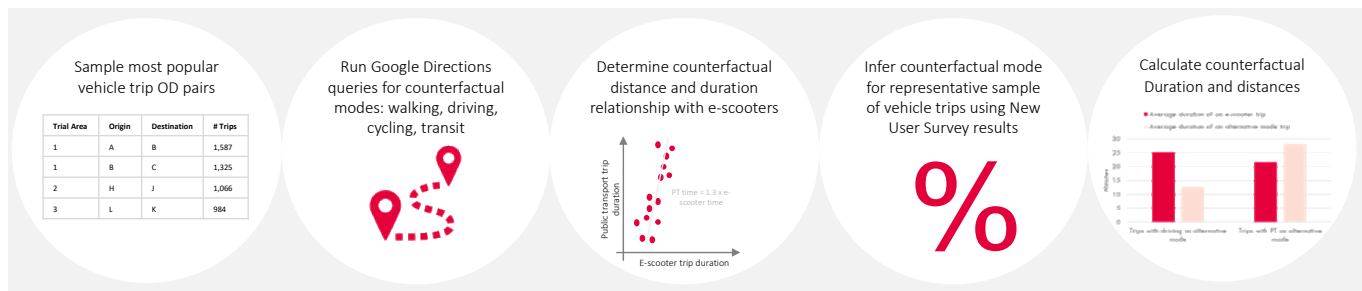 Sample most popular
vehicle trip OD pairs
Trial Area Origin Destination # Trips
1 A B 1,587
1 B C 1,325
2 H J 1,066
3 L K 984
Run Google Directions
queries for counterfactual
modes: walking, driving,
cycling, transit
Determine counterfactual
distance and duration
relationship with e-scooters
Public transport trip
duration
PT time = 1.3 x e-
scooter time
E-scooter trip duration
Infer counterfactual mode
for representative sample
of vehicle trips using New
User Survey results
%
Calculate counterfactual
Duration and distances
Average duration of an e-scooter trip
Average duration of an alternative mode trip
Minutes
30
25
20
15
10
5
0
Trips with driving as alternative
mode
Trips with PT as alternative
mode